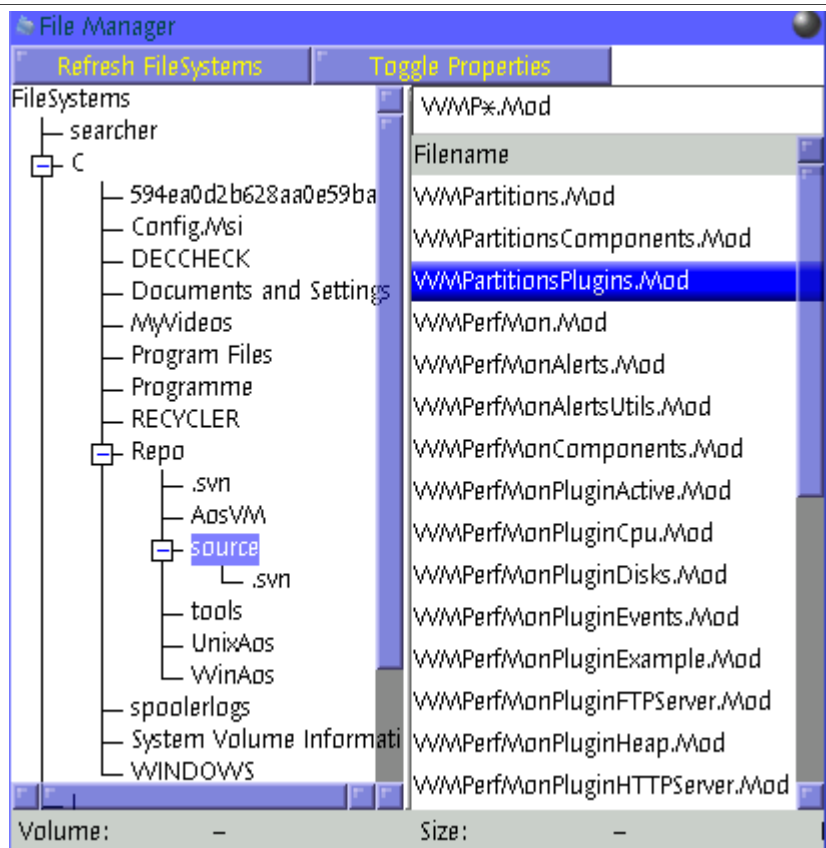 File Manager
Refresh FileSystems
Toggle Properties
FileSystems
searcher
C
594ea0d2b628aa0e59ba
Config.Msi
DECCHECK
Documents and Settings
MyVideos
Program Files
Programme
RECYCLER
Repo
.svn
AosVM
source
.svn
tools
UnixAos
WinAos
spoolerlogs
System Volume Informati
WINDOWS
WMP*.Mod
Filename
WMPartitions.Mod
WMPartitionsComponents.Mod
WMPartitionsPlugins.Mod
WMPerfMon.Mod
WMPerfMonAlerts.Mod
WMPerfMonAlertsUtils.Mod
WMPerfMonComponents.Mod
WMPerfMonPluginActive.Mod
WMPerfMonPluginCpu.Mod
WMPerfMonPluginDisks.Mod
WMPerfMonPluginEvents.Mod
WMPerfMonPluginExample.Mod
WMPerfMonPluginFTPServer.Mod
WMPerfMonPluginHeap.Mod
WMPerfMonPluginHTTPServer.Mod
Volume: –
Size: –